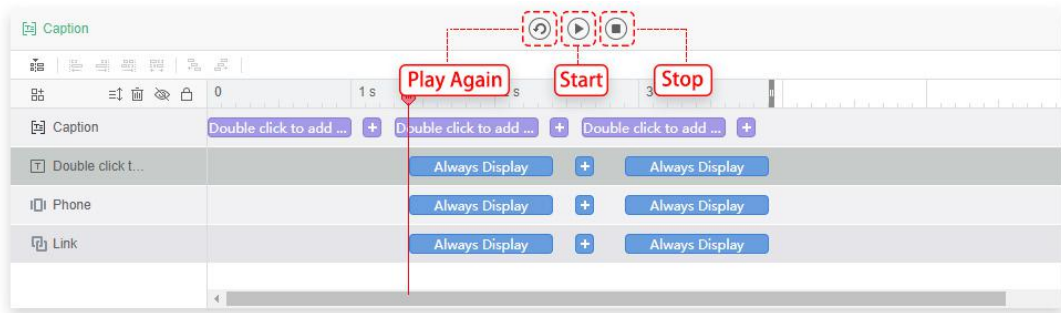 Caption
Play Again Start Stop
0 1 s s 3
Caption Double click to add ... + Double click to add ... + Double click to add ... +
Double click t... Always Display + Always Display
Phone Always Display + Always Display
Link Always Display + Always Display